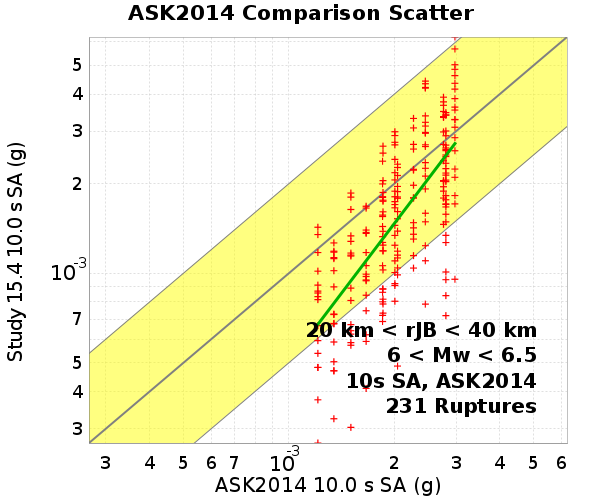 ASK2014 Comparison Scatter
Study 15.4 10.0 s SA (g)
5
4
3
2
10-3
7
5
4
3
20 km < rJB < 40 km
6 < Mw < 6.5
10s SA, ASK2014
231 Ruptures
3 4 5 6 7 10-3 2 3 4 5 6
ASK2014 10.0 s SA (g)